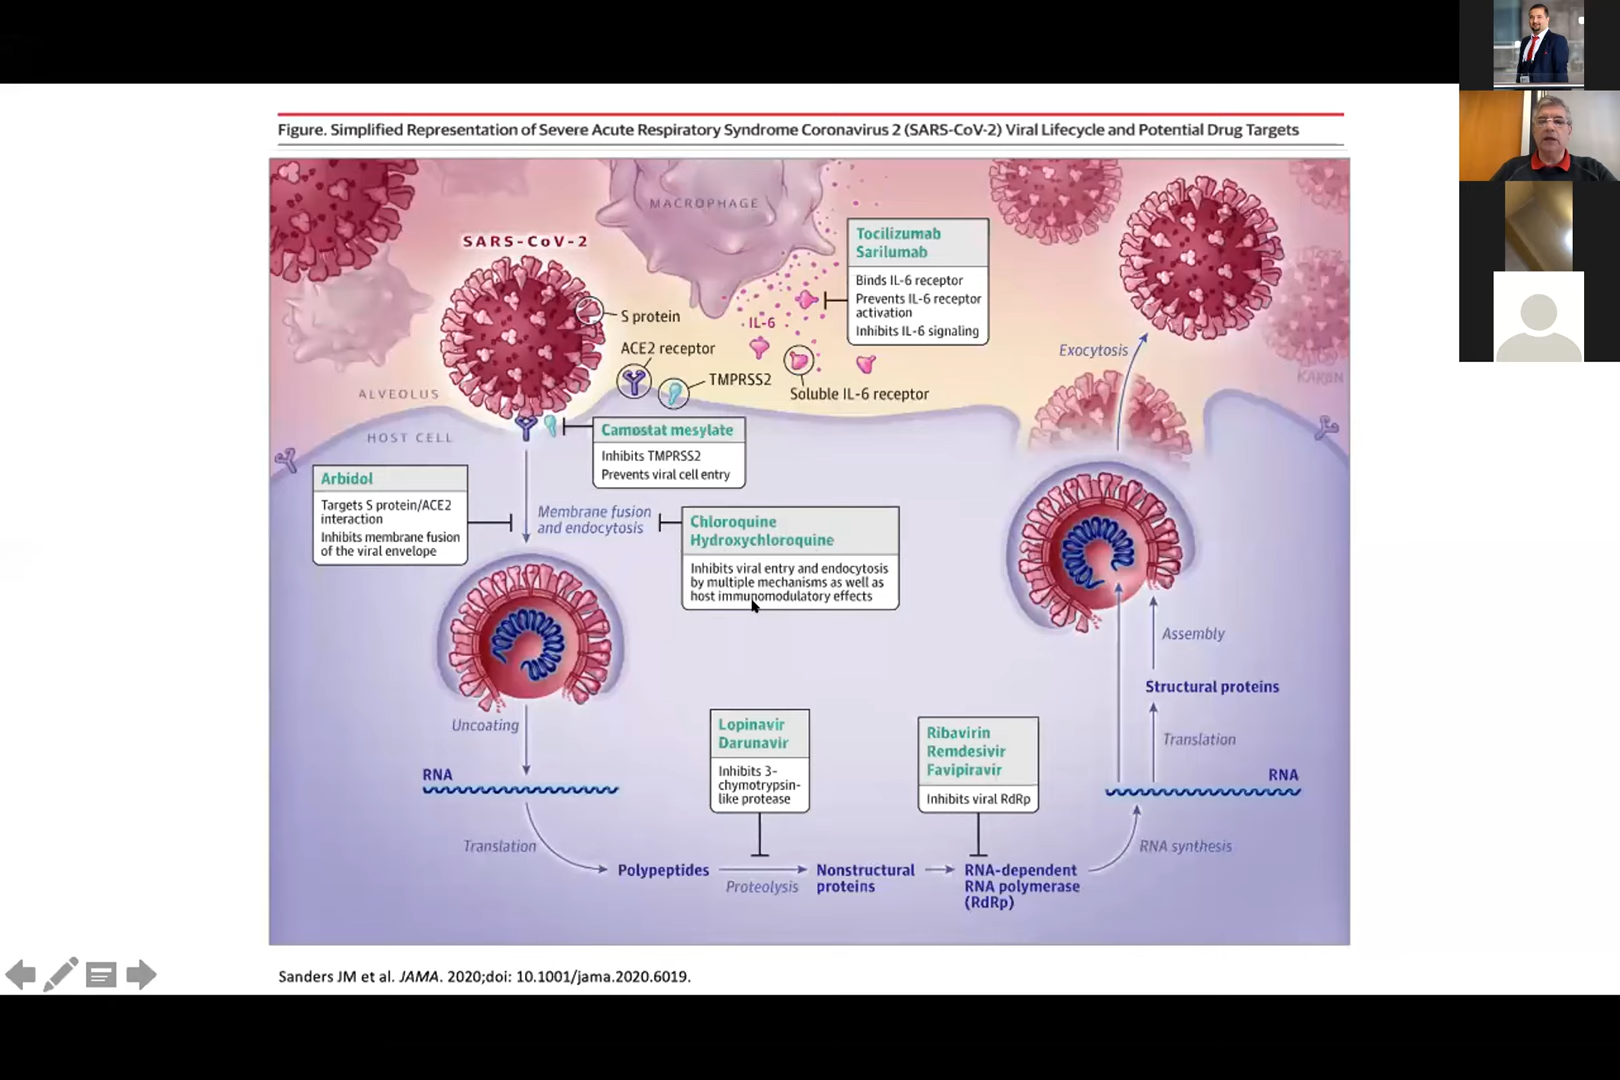 Figure. Simplified Representation of Severe Acute Respiratory Syndrome Coronavirus 2 (SARS-CoV-2) Viral Lifecycle and Potential Drug Targets
MACROPHAGE
SARS-CoV-2
Tocilizumab
Sarilumab
Binds IL-6 receptor
Prevents IL-6 receptor
activation
Inhibits IL-6 signaling
S protein
IL-6
ACE2 receptor
TMPRSS2
Soluble IL-6 receptor
Exocytosis
KARIN
ALVEOLUS
HOST CELL
Camostat mesylate
Inhibits TMPRSS2
Prevents viral cell entry
Arbidol
Targets S protein/ACE2
interaction
Inhibits membrane fusion
of the viral envelope
Membrane fusion
and endocytosis
Chloroquine
Hydroxychloroquine
Inhibits viral entry and endocytosis
by multiple mechanisms as well as
host immunomodulatory effects
Assembly
Structural proteins
Translation
RNA
Uncoating
RNA
Lopinavir
Darunavir
Inhibits 3-
chymotrypsin-
like protease
Ribavirin
Remdesivir
Favipiravir
Inhibits viral RdRp
Translation
Polypeptides
Proteolysis
Nonstructural
proteins
RNA-dependent
RNA polymerase
(RdRp)
RNA synthesis
Sanders JM et al. JAMA. 2020;doi: 10.1001/jama.2020.6019.